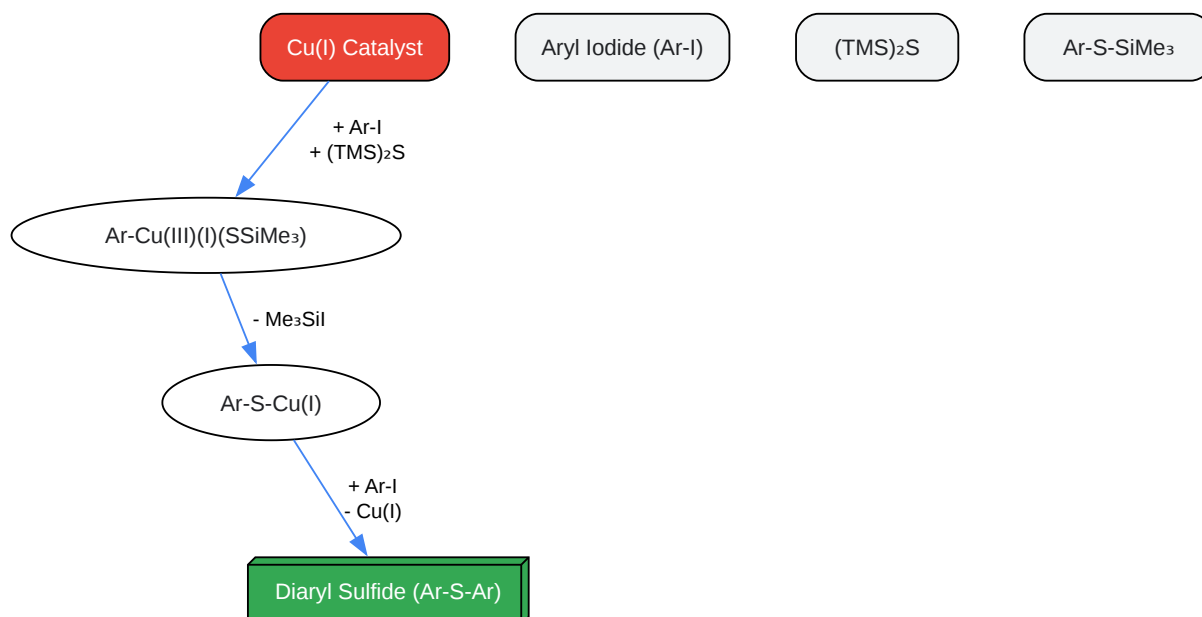 Cu(I) Catalyst
Aryl Iodide (Ar-I)
(TMS)₂S
Ar-S-SiMe₃
+ Ar-I
+ (TMS)₂S
Ar-Cu(III)(I)(SSiMe₃)
- Me₃SiI
Ar-S-Cu(I)
+ Ar-I
- Cu(I)
Diaryl Sulfide (Ar-S-Ar)